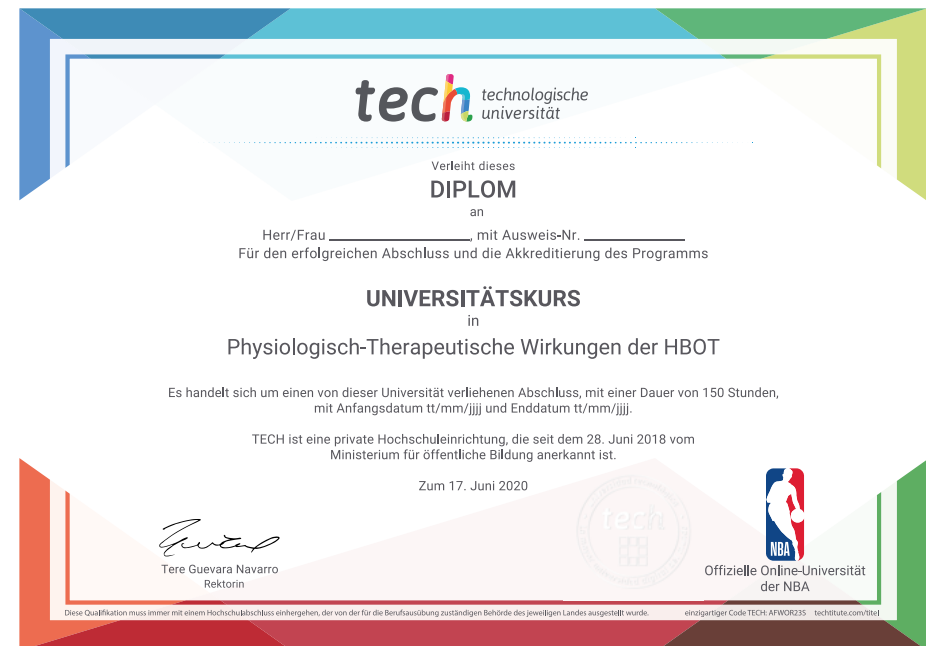 tech technologische
universität
Verleiht dieses
DIPLOM
an
Herr/Frau ____________________, mit Ausweis-Nr. ______________
Für den erfolgreichen Abschluss und die Akkreditierung des Programms
UNIVERSITÄTSKURS
in
Physiologisch-Therapeutische Wirkungen der HBOT
Es handelt sich um einen von dieser Universität verliehenen Abschluss, mit einer Dauer von 150 Stunden,
mit Anfangsdatum tt/mm/jjjj und Enddatum tt/mm/jjjj.
TECH ist eine private Hochschuleinrichtung, die seit dem 28. Juni 2018 vom
Ministerium für öffentliche Bildung anerkannt ist.
Zum 17. Juni 2020
tech
NBA
Tere Guevara Navarro
Rektorin
Offizielle Online-Universität
der NBA
Diese Qualifikation muss immer mit einem Hochschulabschluss einhergehen, der von der für die Berufsausübung zuständigen Behörde des jeweiligen Landes ausgestellt wurde. einzigartiger Code TECH: AFWOR235 techtitute.com/titel